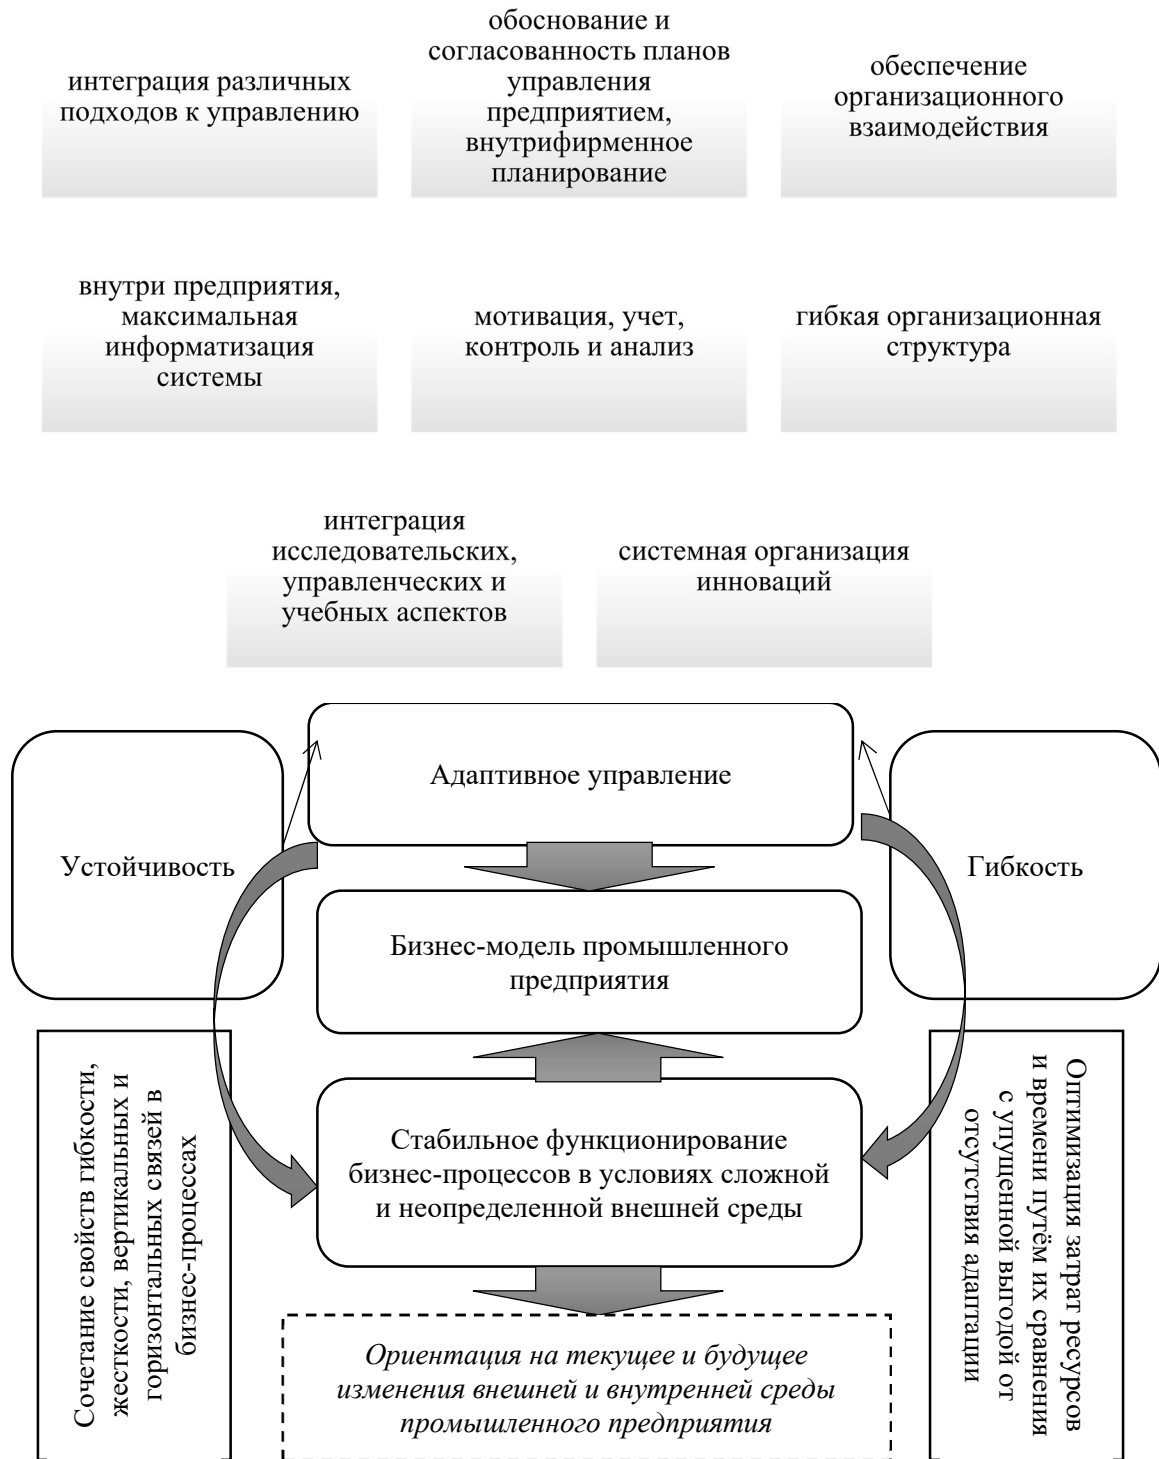 интеграция различных
подходов к управлению
обоснование и
согласованность планов
управления
предприятием,
внутрифирменное
планирование
обеспечение
организационного
взаимодействия
внутри предприятия,
максимальная
информатизация
системы
мотивация, учет,
контроль и анализ
гибкая организационная
структура
интеграция
исследовательских,
управленческих и
учебных аспектов
системная организация
инноваций
Адаптивное управление
Устойчивость
Гибкость
Бизнес-модель промышленного
предприятия
Стабильное функционирование
бизнес-процессов в условиях сложной
и неопределенной внешней среды
Сочетание свойств гибкости,
жесткости, вертикальных и
горизонтальных связей в
бизнес-процессах
Оптимизация затрат ресурсов
и времени путём их сравнения
с упущенной выгодой от
отсутствия адаптации
Ориентация на текущее и будущее
изменения внешней и внутренней среды
промышленного предприятия